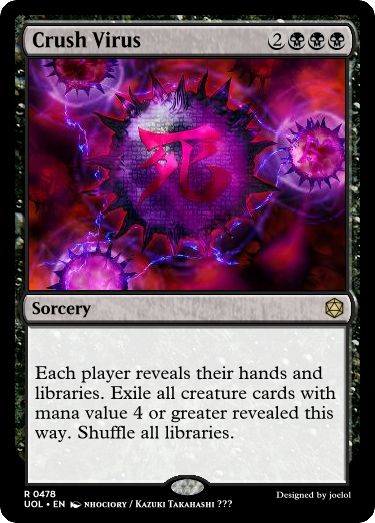 Crush Virus 2
死
Sorcery
Each player reveals their hands and
libraries. Exile all creature cards with
mana value 4 or greater revealed this
way. Shuffle all libraries.
R 0478
UOL • EN nhociory / Kazuki Takahashi ???
Designed by joelol